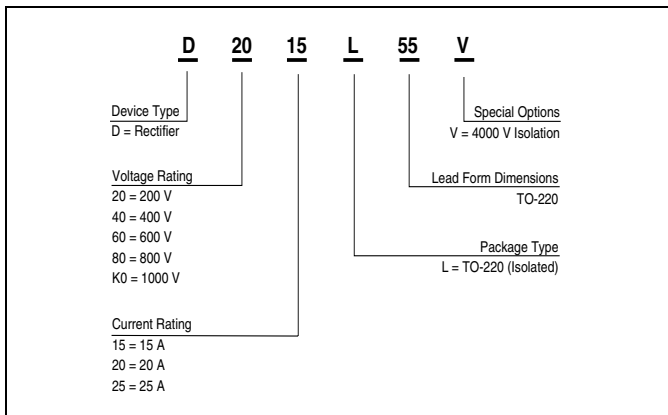 D 20 15 L 55 V
Device Type
D = Rectifier
Voltage Rating
20 = 200 V
40 = 400 V
60 = 600 V
80 = 800 V
K0 = 1000 V
Current Rating
15 = 15 A
20 = 20 A
25 = 25 A
Special Options
V = 4000 V Isolation
Lead Form Dimensions
TO-220
Package Type
L = TO-220 (Isolated)